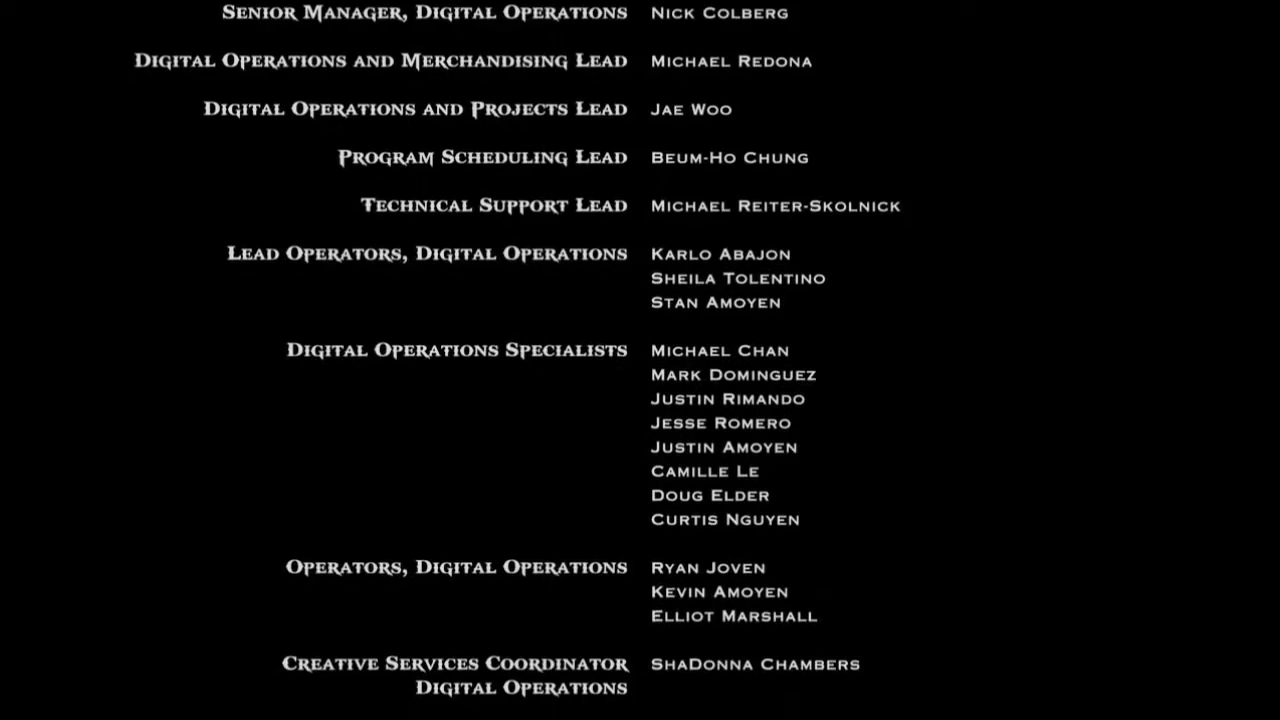 Senior Manager, Digital Operations Nick Colberg
Digital Operations and Merchandising Lead Michael Redona
Digital Operations and Projects Lead Jae Woo
Program Scheduling Lead Beum-Ho Chung
Technical Support Lead Michael Reiter-Skolnick
Lead Operators, Digital Operations Karlo Abajon
Sheila Tolentino
Stan Amoyen
Digital Operations Specialists Michael Chan
Mark Dominguez
Justin Rimando
Jesse Romero
Justin Amoyen
Camille Le
Doug Elder
Curtis Nguyen
Operators, Digital Operations Ryan Joven
Kevin Amoyen
Elliot Marshall
Creative Services Coordinator ShaDonna Chambers
Digital Operations